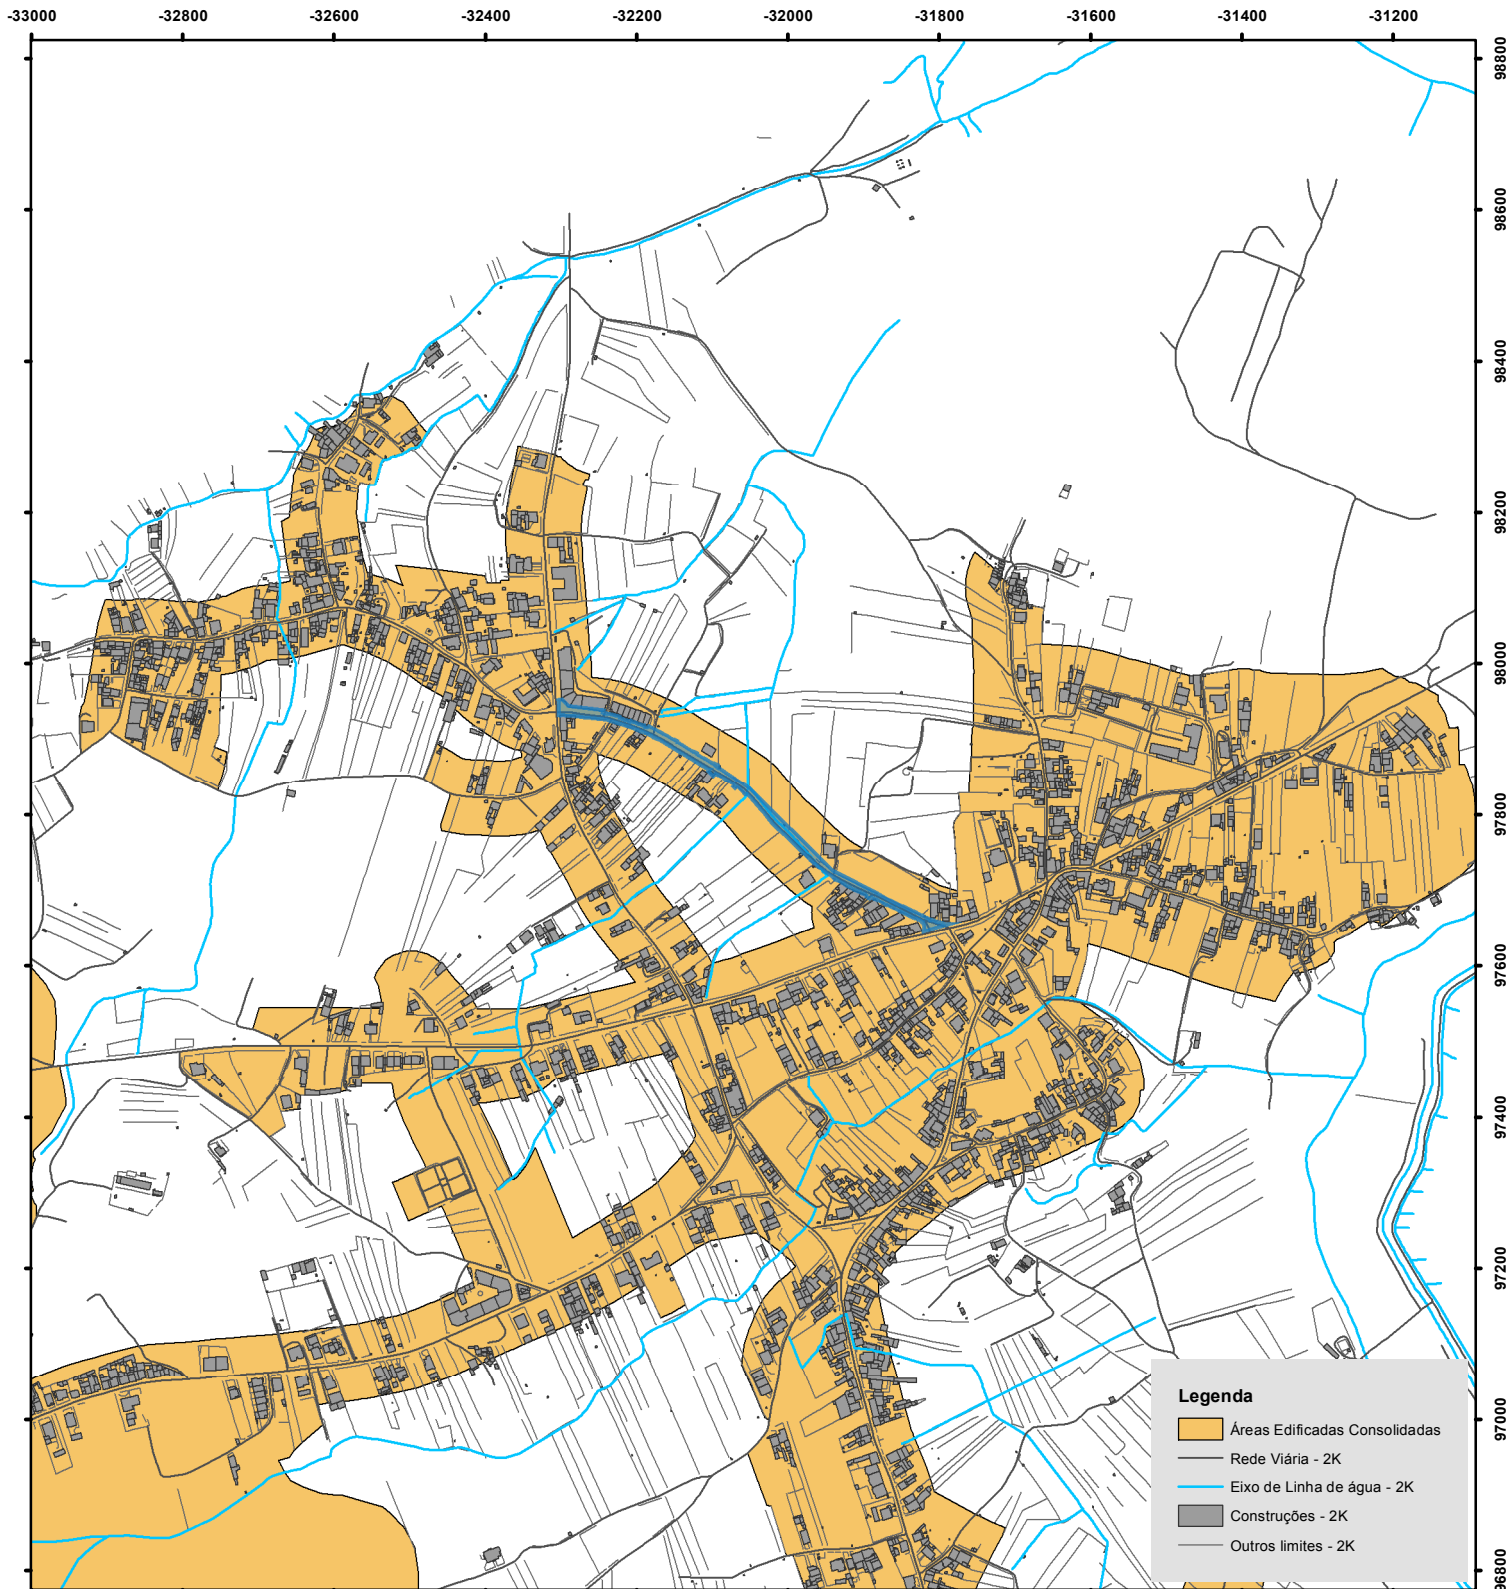 -33000 -32800 -32600 -32400 -32200 -32000 -31800 -31600 -31400 -31200
98800
98600
98400
98200
98000
97800
97600
97400
97200
97000
96800
Legenda
Áreas Edificadas Consolidadas
Rede Viária - 2K
Eixo de Linha de água - 2K
Construções - 2K
Outros limites - 2K